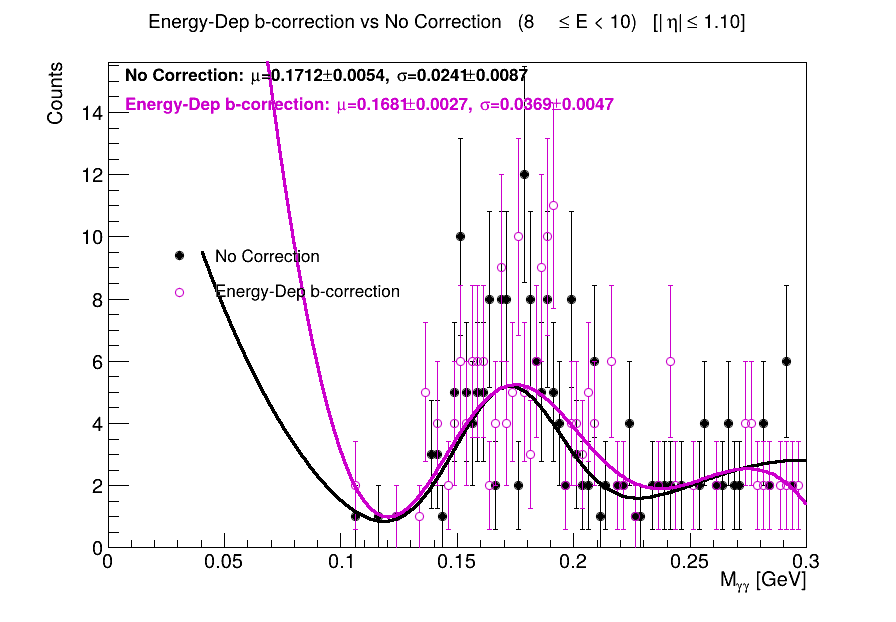 Energy-Dep b-correction vs No Correction (8 ≤ E < 10) [|η| ≤ 1.10]
Counts
No Correction: μ=0.1712±0.0054, σ=0.0241±0.0087
Energy-Dep b-correction: μ=0.1681±0.0027, σ=0.0369±0.0047
14
12
10
8
6
4
2
0
No Correction
Energy-Dep b-correction
0 0.05 0.1 0.15 0.2 0.25 0.3
Mγγ [GeV]